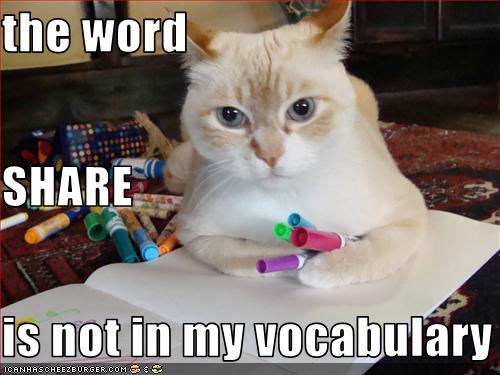 the word
SHARE
is not in my vocabulary
ICANHASCHEEZBURGER.COM